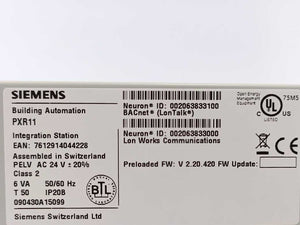 SIEMENS
Building Automation
PXR11
Integration Station
EAN: 7612914044228
Assembled in Switzerland
PELV AC 24 V ± 20%
Class 2
6 VA 50/60 Hz
T 50 IP20B
090430A15099
Siemens Switzerland Ltd
BTL
Neuron® ID: 002063833100
BACnet® (LonTalk®)
Neuron® ID: 002063833000
Lon Works Communications
Preloaded FW: V 2.20.420 FW Update:
Open Energy
Management
Equipment
C UL US
LISTED
75M5